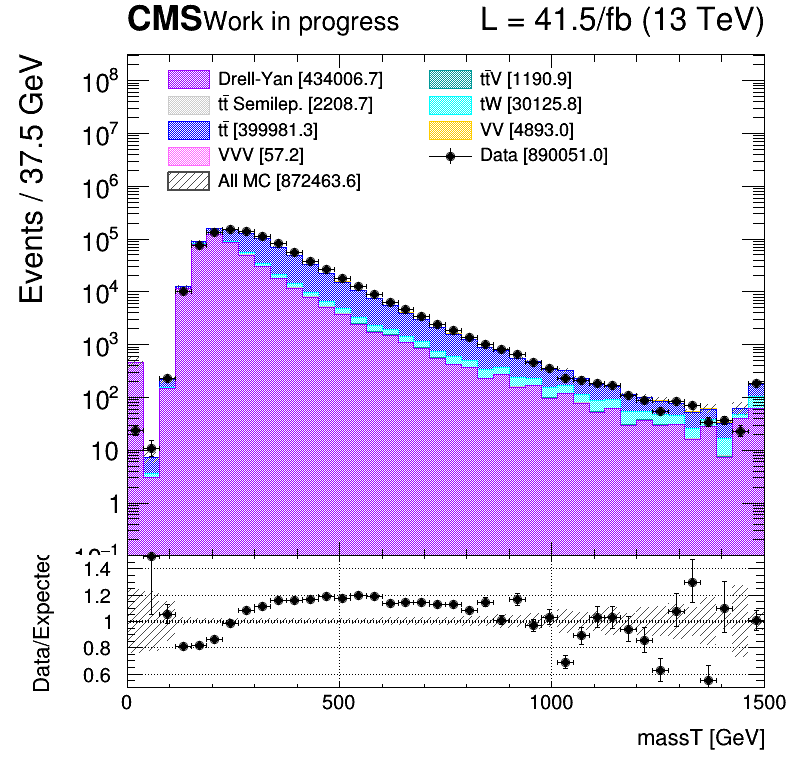 CMS Work in progress L = 41.5/fb (13 TeV)
Events / 37.5 GeV
10⁸
10⁷
10⁶
10⁵
10⁴
10³
10²
10
1
10⁻¹
Drell-Yan [434006.7]
tt̄ Semilep. [2208.7]
tt̄ [399981.3]
VVV [57.2]
All MC [872463.6]
tt̄V [1190.9]
tW [30125.8]
VV [4893.0]
Data [890051.0]
Data/Expected
1.4
1.2
1
0.8
0.6
0 500 1000 1500
massT [GeV]